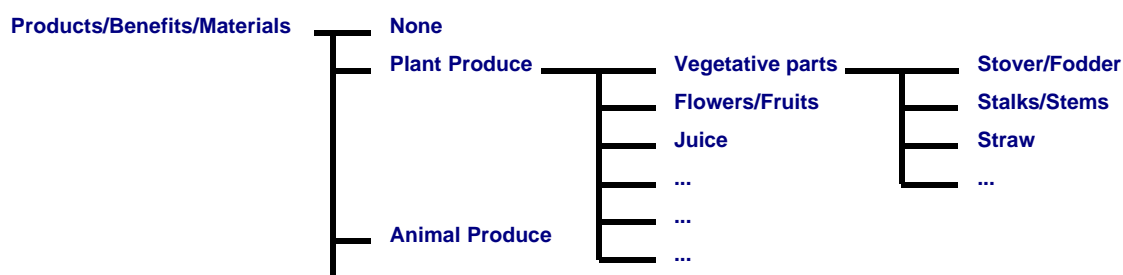 Products/Benefits/Materials None
Plant Produce Vegetative parts Stover/Fodder
Flowers/Fruits Stalks/Stems
Juice Straw
... ...
...
Animal Produce
...